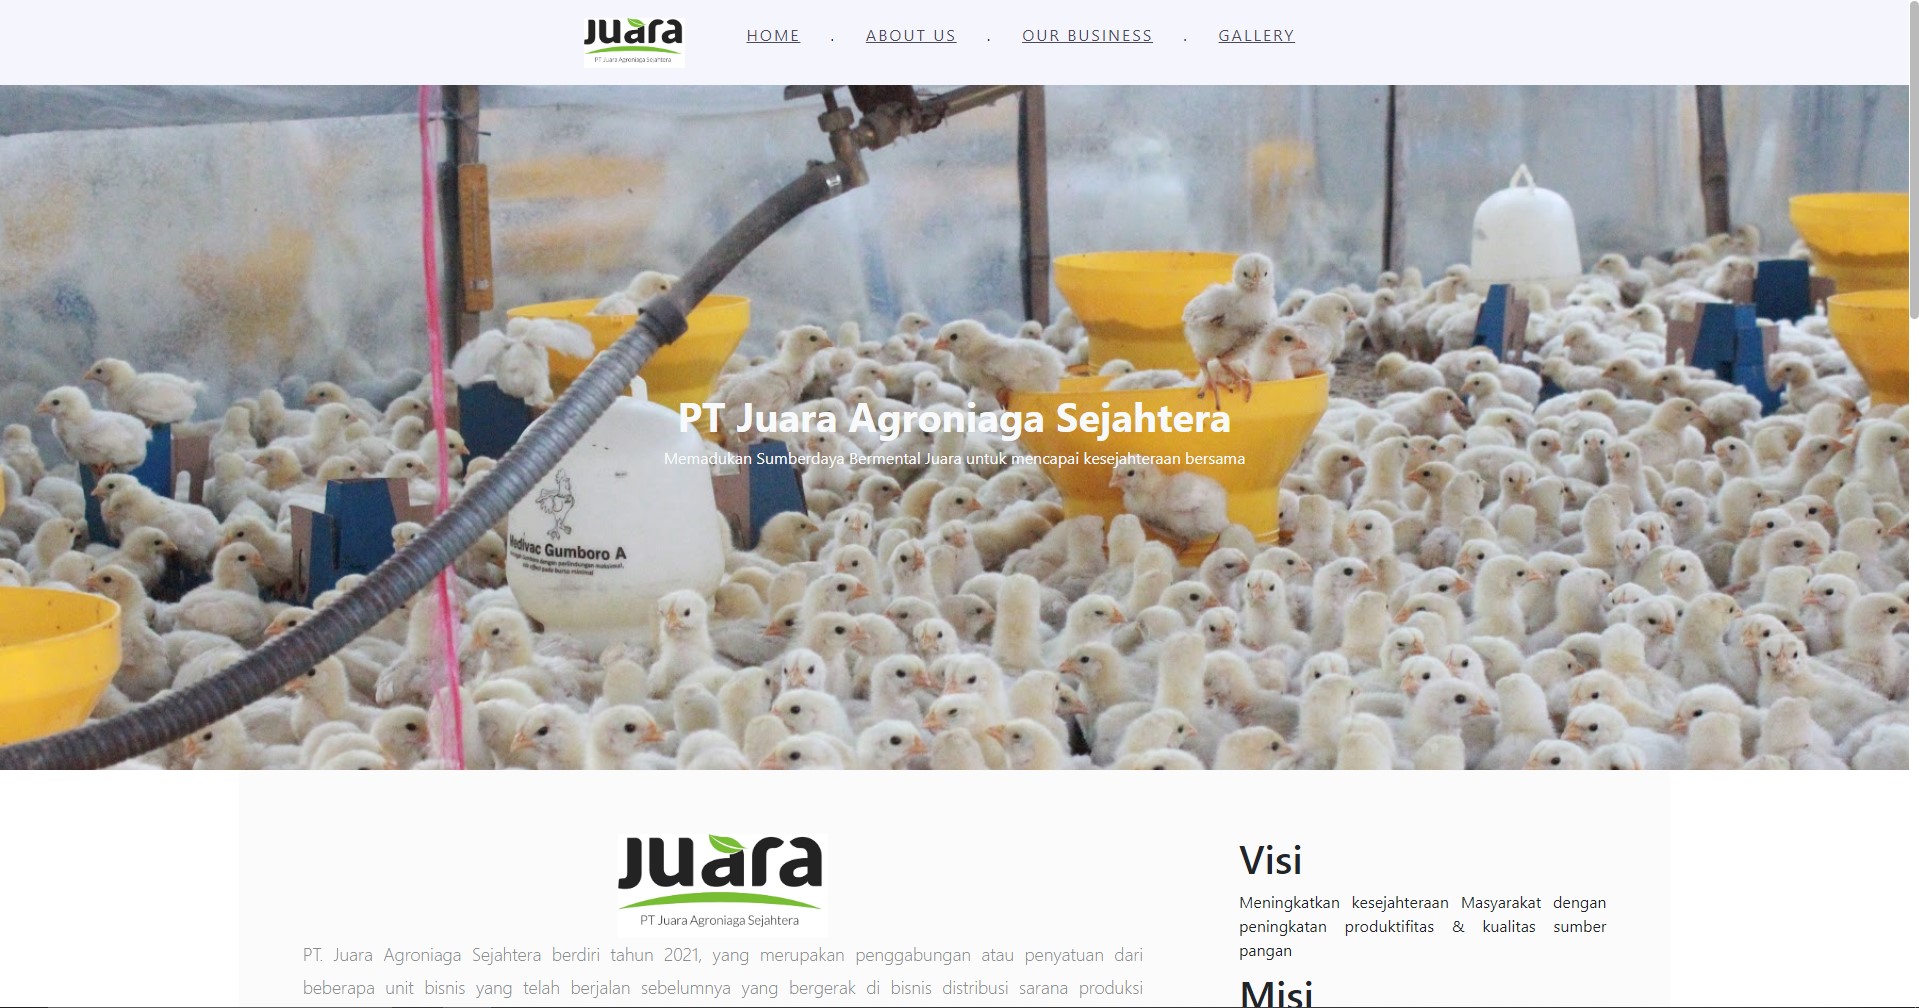 Juara
PT Juara Agroniaga Sejahtera
HOME . ABOUT US . OUR BUSINESS . GALLERY
PT Juara Agroniaga Sejahtera
Memadukan Sumberdaya Bermental Juara untuk mencapai kesejahteraan bersama
Medivac Gumboro A
Juara
PT Juara Agroniaga Sejahtera
PT. Juara Agroniaga Sejahtera berdiri tahun 2021, yang merupakan penggabungan atau penyatuan dari
beberapa unit bisnis yang telah berjalan sebelumnya yang bergerak di bisnis distribusi sarana produksi
Visi
Meningkatkan kesejahteraan Masyarakat dengan
peningkatan produktifitas & kualitas sumber
pangan
Misi